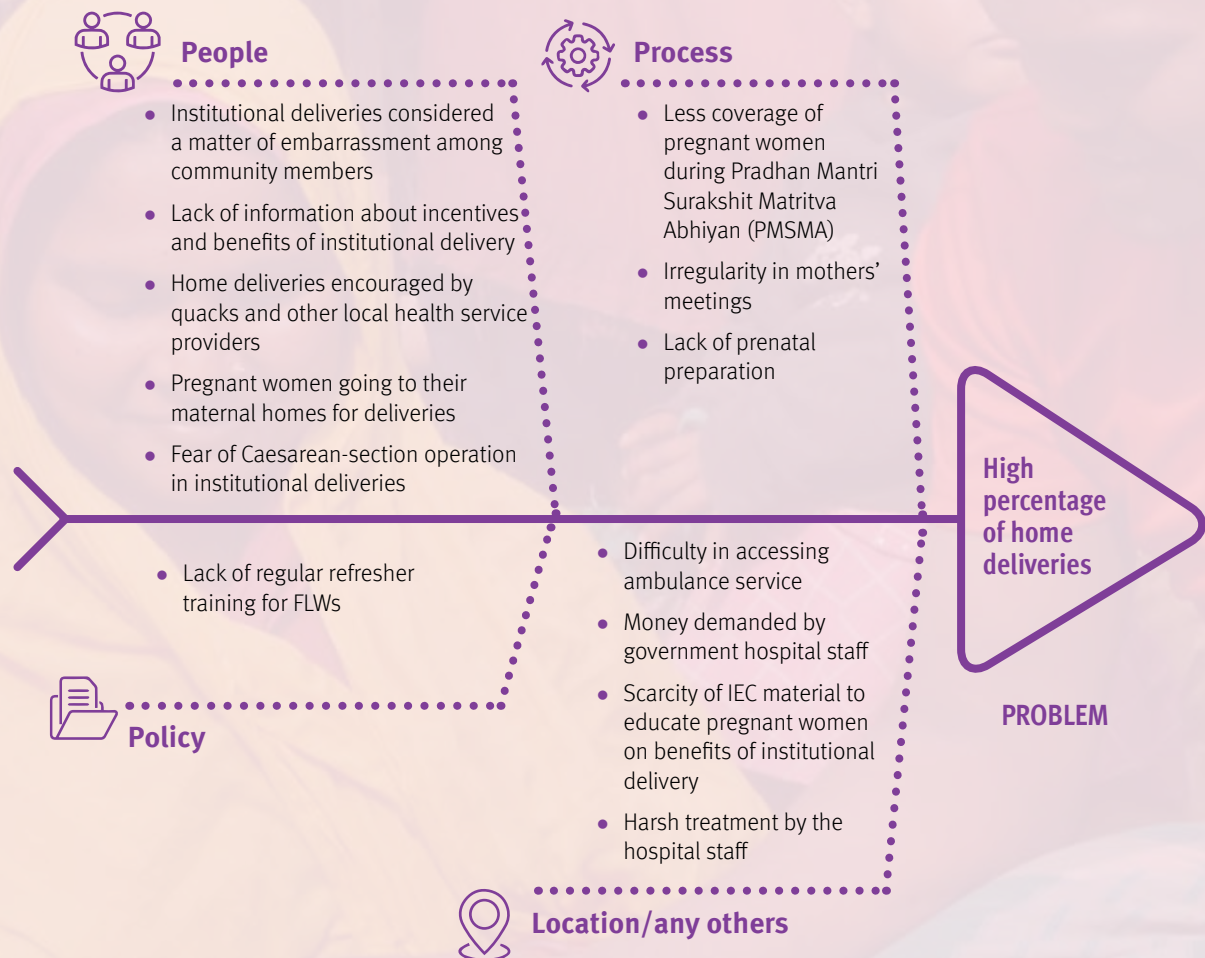 People
Institutional deliveries considered
a matter of embarrassment among
community members
Lack of information about incentives
and benefits of institutional delivery
Home deliveries encouraged by
quacks and other local health service
providers
Pregnant women going to their
maternal homes for deliveries
Fear of Caesarean-section operation
in institutional deliveries
Process
Less coverage of
pregnant women
during Pradhan Mantri
Surakshit Matritva
Abhiyan (PMSMA)
Irregularity in mothers’
meetings
Lack of prenatal
preparation
High
percentage
of home
deliveries
PROBLEM
Lack of regular refresher
training for FLWs
Policy
Difficulty in accessing
ambulance service
Money demanded by
government hospital staff
Scarcity of IEC material to
educate pregnant women
on benefits of institutional
delivery
Harsh treatment by the
hospital staff
Location/any others